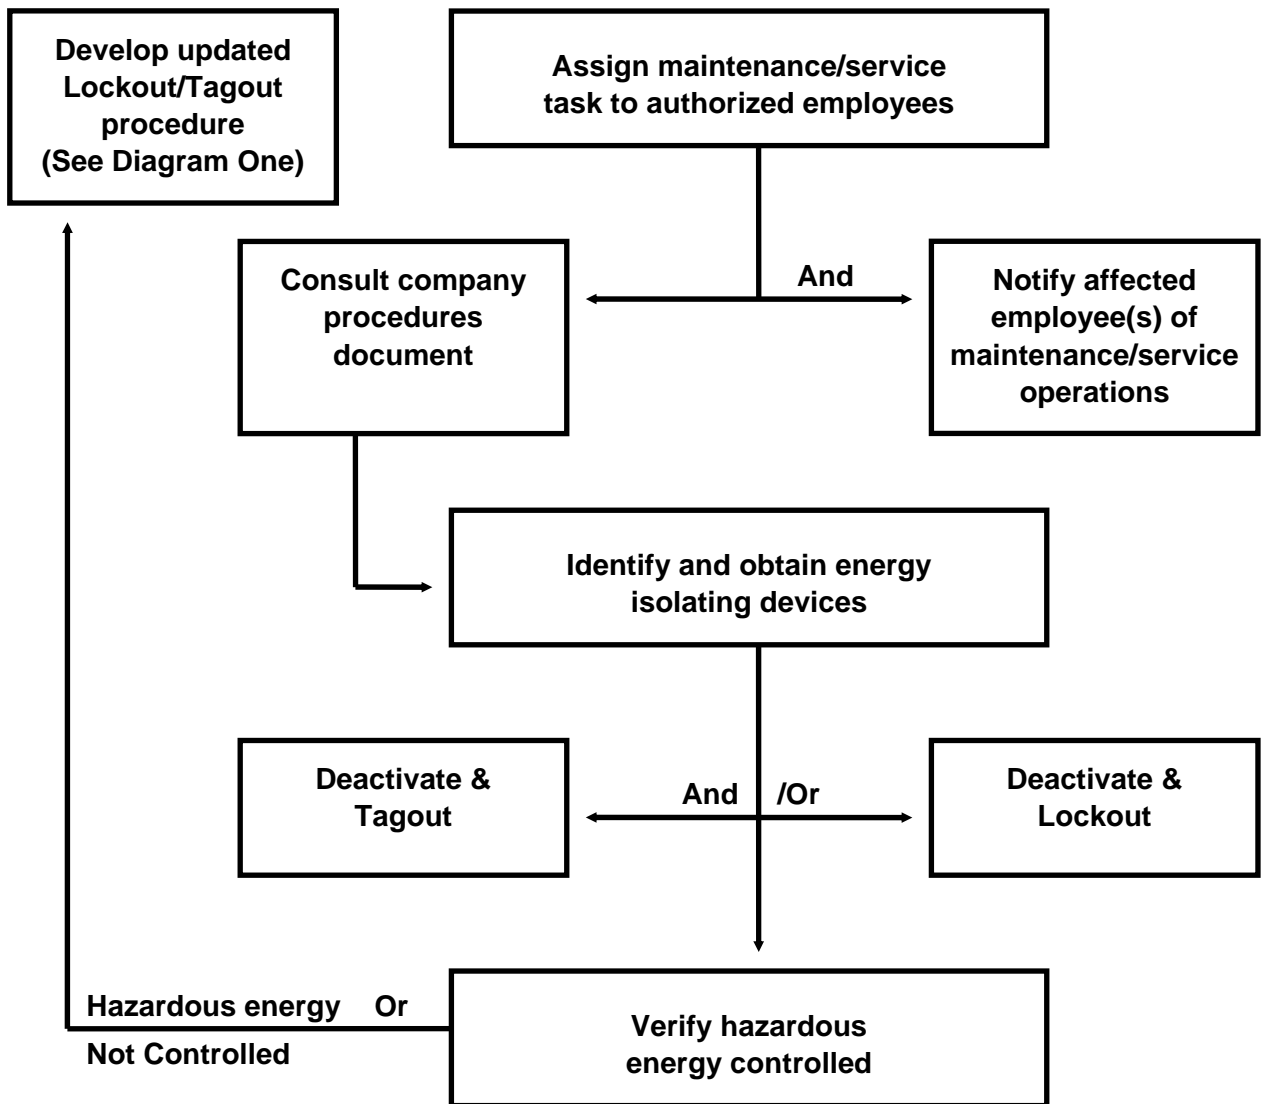 Develop updated
Lockout/Tagout
procedure
(See Diagram One)
Assign maintenance/service
task to authorized employees
Consult company
procedures
document
And
Notify affected
employee(s) of
maintenance/service
operations
Identify and obtain energy
isolating devices
Deactivate &
Tagout
And /Or
Deactivate &
Lockout
Hazardous energy Or
Not Controlled
Verify hazardous
energy controlled